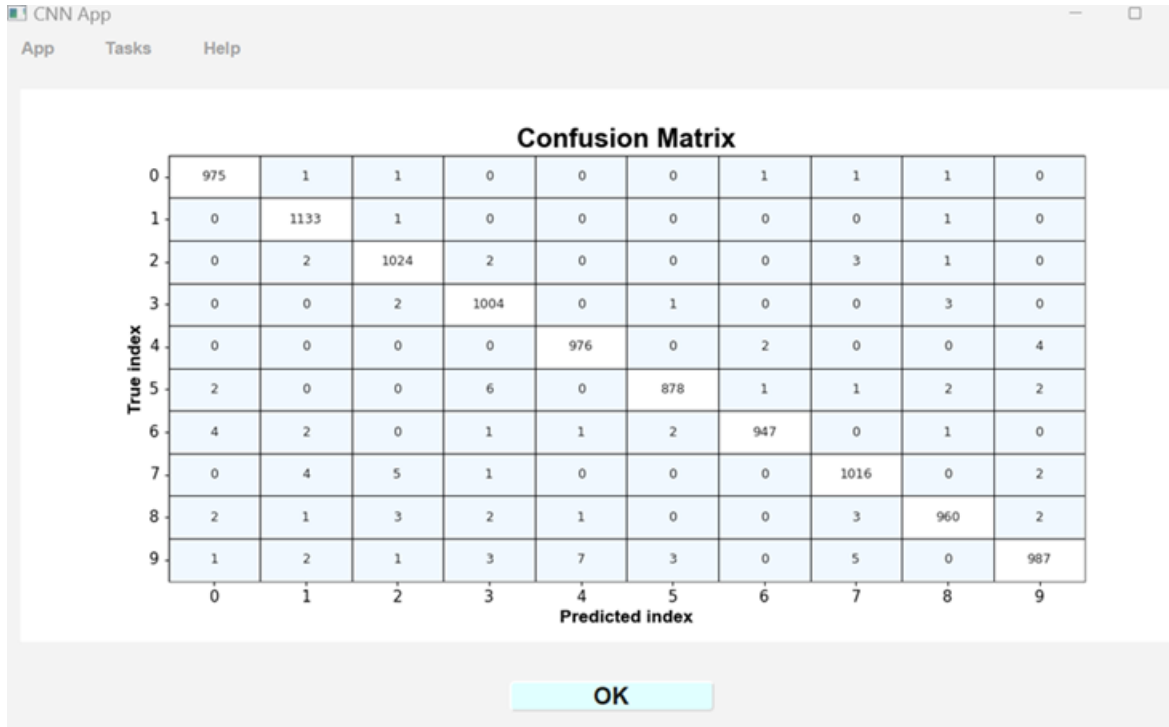 CNN App
App Tasks Help
Confusion Matrix
0 975 1 1 0 0 0 1 1 1 0
1 0 1133 1 0 0 0 0 0 1 0
2 0 2 1024 2 0 0 0 3 1 0
3 0 0 2 1004 0 1 0 0 3 0
4 0 0 0 0 976 0 2 0 0 4
5 2 0 0 6 0 878 1 1 2 2
6 4 2 0 1 1 2 947 0 1 0
7 0 4 5 1 0 0 0 1016 0 2
8 2 1 3 2 1 0 0 3 960 2
9 1 2 1 3 7 3 0 5 0 987
True index
0 1 2 3 4 5 6 7 8 9
Predicted index
OK